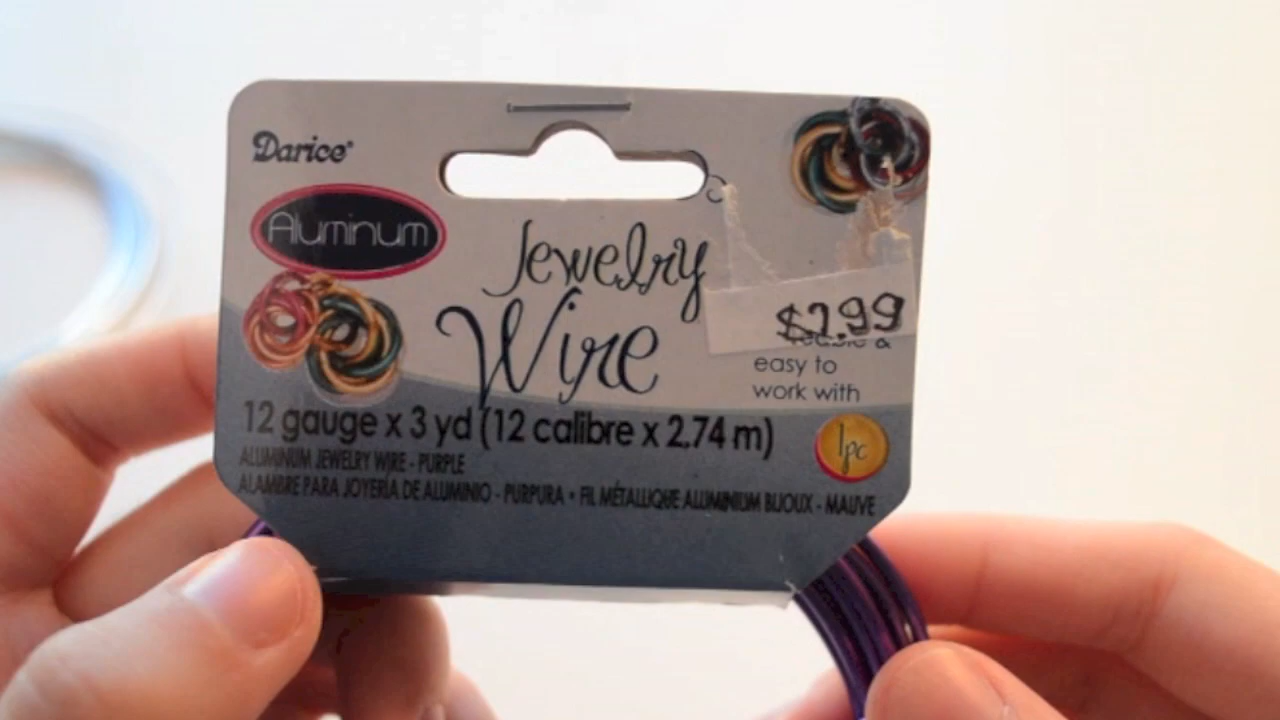 Darice®
Aluminum
Jewelry
Wire
$2.99
easy to
work with
12 gauge x 3 yd (12 calibre x 2.74 m)
1pc
ALUMINUM JEWELRY WIRE - PURPLE
ALAMBRE PARA JOYERÍA DE ALUMINIO - PURPURA • FIL MÉTALLIQUE ALUMINIUM BIJOUX - MAUVE